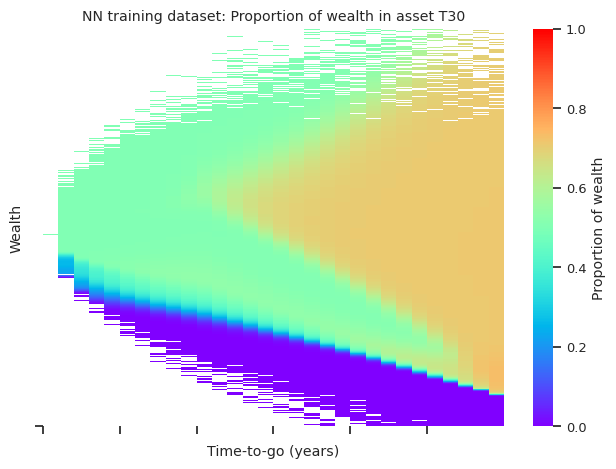 NN training dataset: Proportion of wealth in asset T30
Wealth
Time-to-go (years)
1.0
0.8
0.6
0.4
0.2
0.0
Proportion of wealth